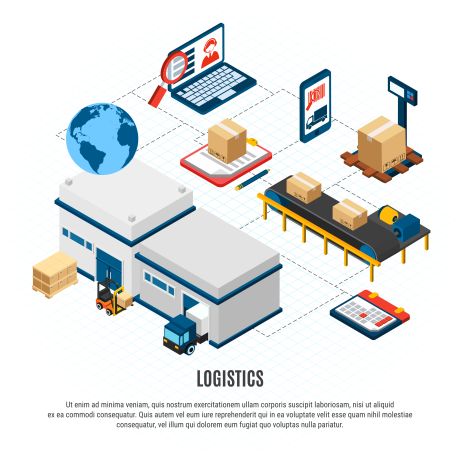 LOGISTICS
Ut enim ad minima veniam, quis nostrum exercitationem ullam corporis suscipit laboriosam, nisi ut aliquid
ex ea commodi consequatur. Quis autem vel eum iure reprehenderit qui in ea voluptate velit esse quam nihil molestiae
consequatur, vel illum qui dolorem eum fugiat quo voluptas nulla pariatur.